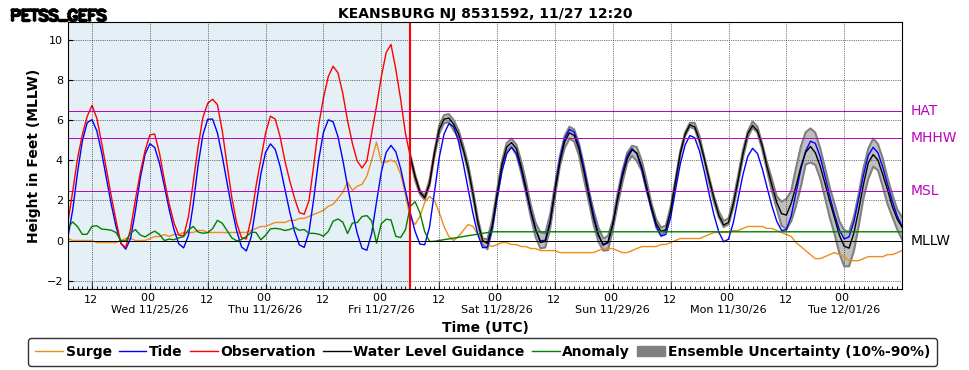 PETSS_GEFS
KEANSBURG NJ 8531592, 11/27 12:20
Height in Feet (MLLW)
10
8
6
4
2
0
−2
HAT
MHHW
MSL
MLLW
12 00 12 00 12 00 12 00 12 00 12 00 12 00
Wed 11/25/26 Thu 11/26/26 Fri 11/27/26 Sat 11/28/26 Sun 11/29/26 Mon 11/30/26 Tue 12/01/26
Time (UTC)
Surge Tide Observation Water Level Guidance Anomaly Ensemble Uncertainty (10%-90%)